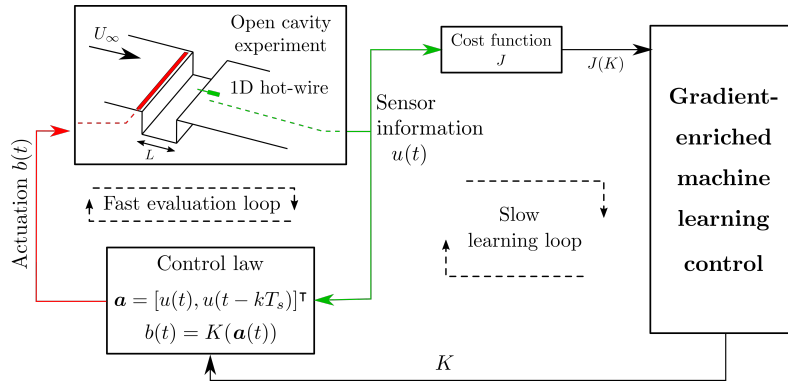 Open cavity
experiment
U∞
1D hot-wire
L
Cost function
J
J(K)
Gradient-
enriched
machine
learning
control
Sensor
information
u(t)
Actuation b(t)
Fast evaluation loop
Slow
learning loop
Control law
a = [u(t), u(t − kTₛ)]ᵀ
b(t) = K(a(t))
K